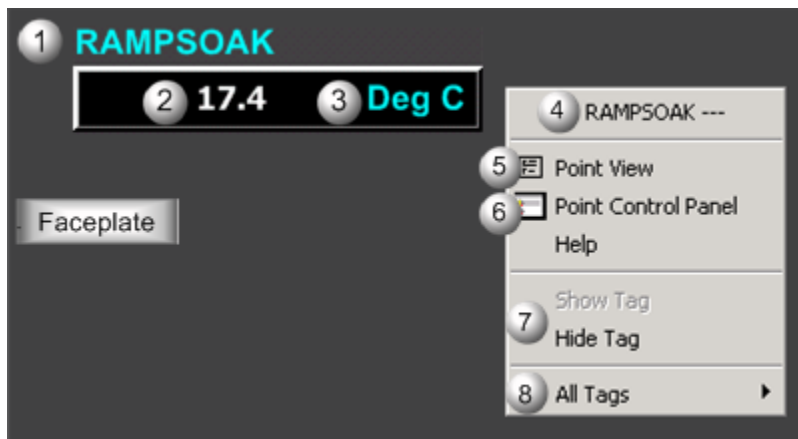 1 RAMPSOAK
2 17.4 3 Deg C
4 RAMPSOAK ---
5 Point View
6 Point Control Panel
Help
Faceplate
Show Tag
7
Hide Tag
8 All Tags